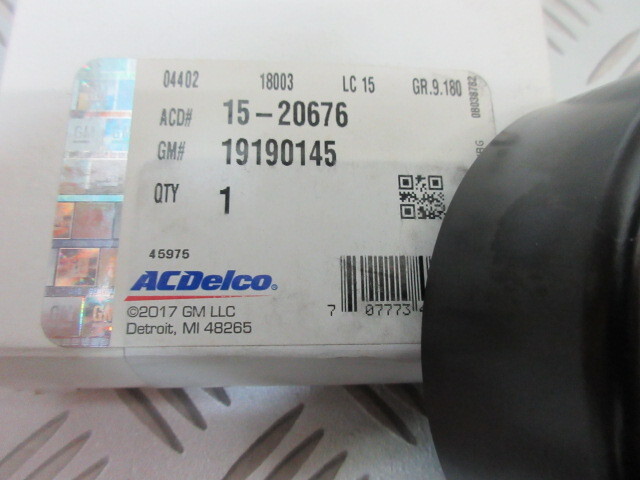 04402 18003 LC 15 GR.9.180
08038782
ACD# 15-20676
GM# 19190145
QTY 1
45975
ACDelco®
©2017 GM LLC
Detroit, MI 48265
7 07773